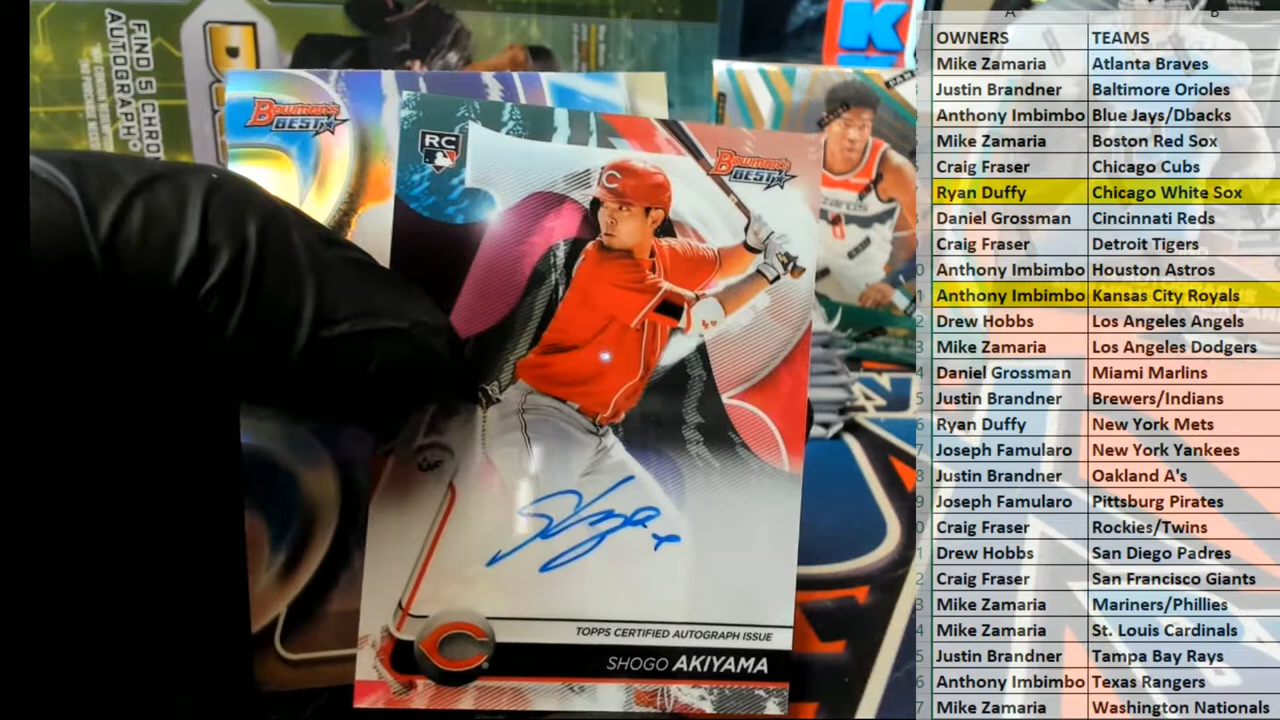 FIND 5 CHRO
AUTOGRAPH
BOWMAN'S
BEST
RC
BOWMAN'S
BEST
C
K
TOPPS CERTIFIED AUTOGRAPH ISSUE
SHOGO AKIYAMA
A B
OWNERS TEAMS
Mike Zamaria Atlanta Braves
Justin Brandner Baltimore Orioles
Anthony Imbimbo Blue Jays/Dbacks
Mike Zamaria Boston Red Sox
Craig Fraser Chicago Cubs
Ryan Duffy Chicago White Sox
Daniel Grossman Cincinnati Reds
Craig Fraser Detroit Tigers
Anthony Imbimbo Houston Astros
Anthony Imbimbo Kansas City Royals
Drew Hobbs Los Angeles Angels
Mike Zamaria Los Angeles Dodgers
Daniel Grossman Miami Marlins
Justin Brandner Brewers/Indians
Ryan Duffy New York Mets
Joseph Famularo New York Yankees
Justin Brandner Oakland A's
Joseph Famularo Pittsburg Pirates
Craig Fraser Rockies/Twins
Drew Hobbs San Diego Padres
Craig Fraser San Francisco Giants
Mike Zamaria Mariners/Phillies
Mike Zamaria St. Louis Cardinals
Justin Brandner Tampa Bay Rays
Anthony Imbimbo Texas Rangers
Mike Zamaria Washington Nationals